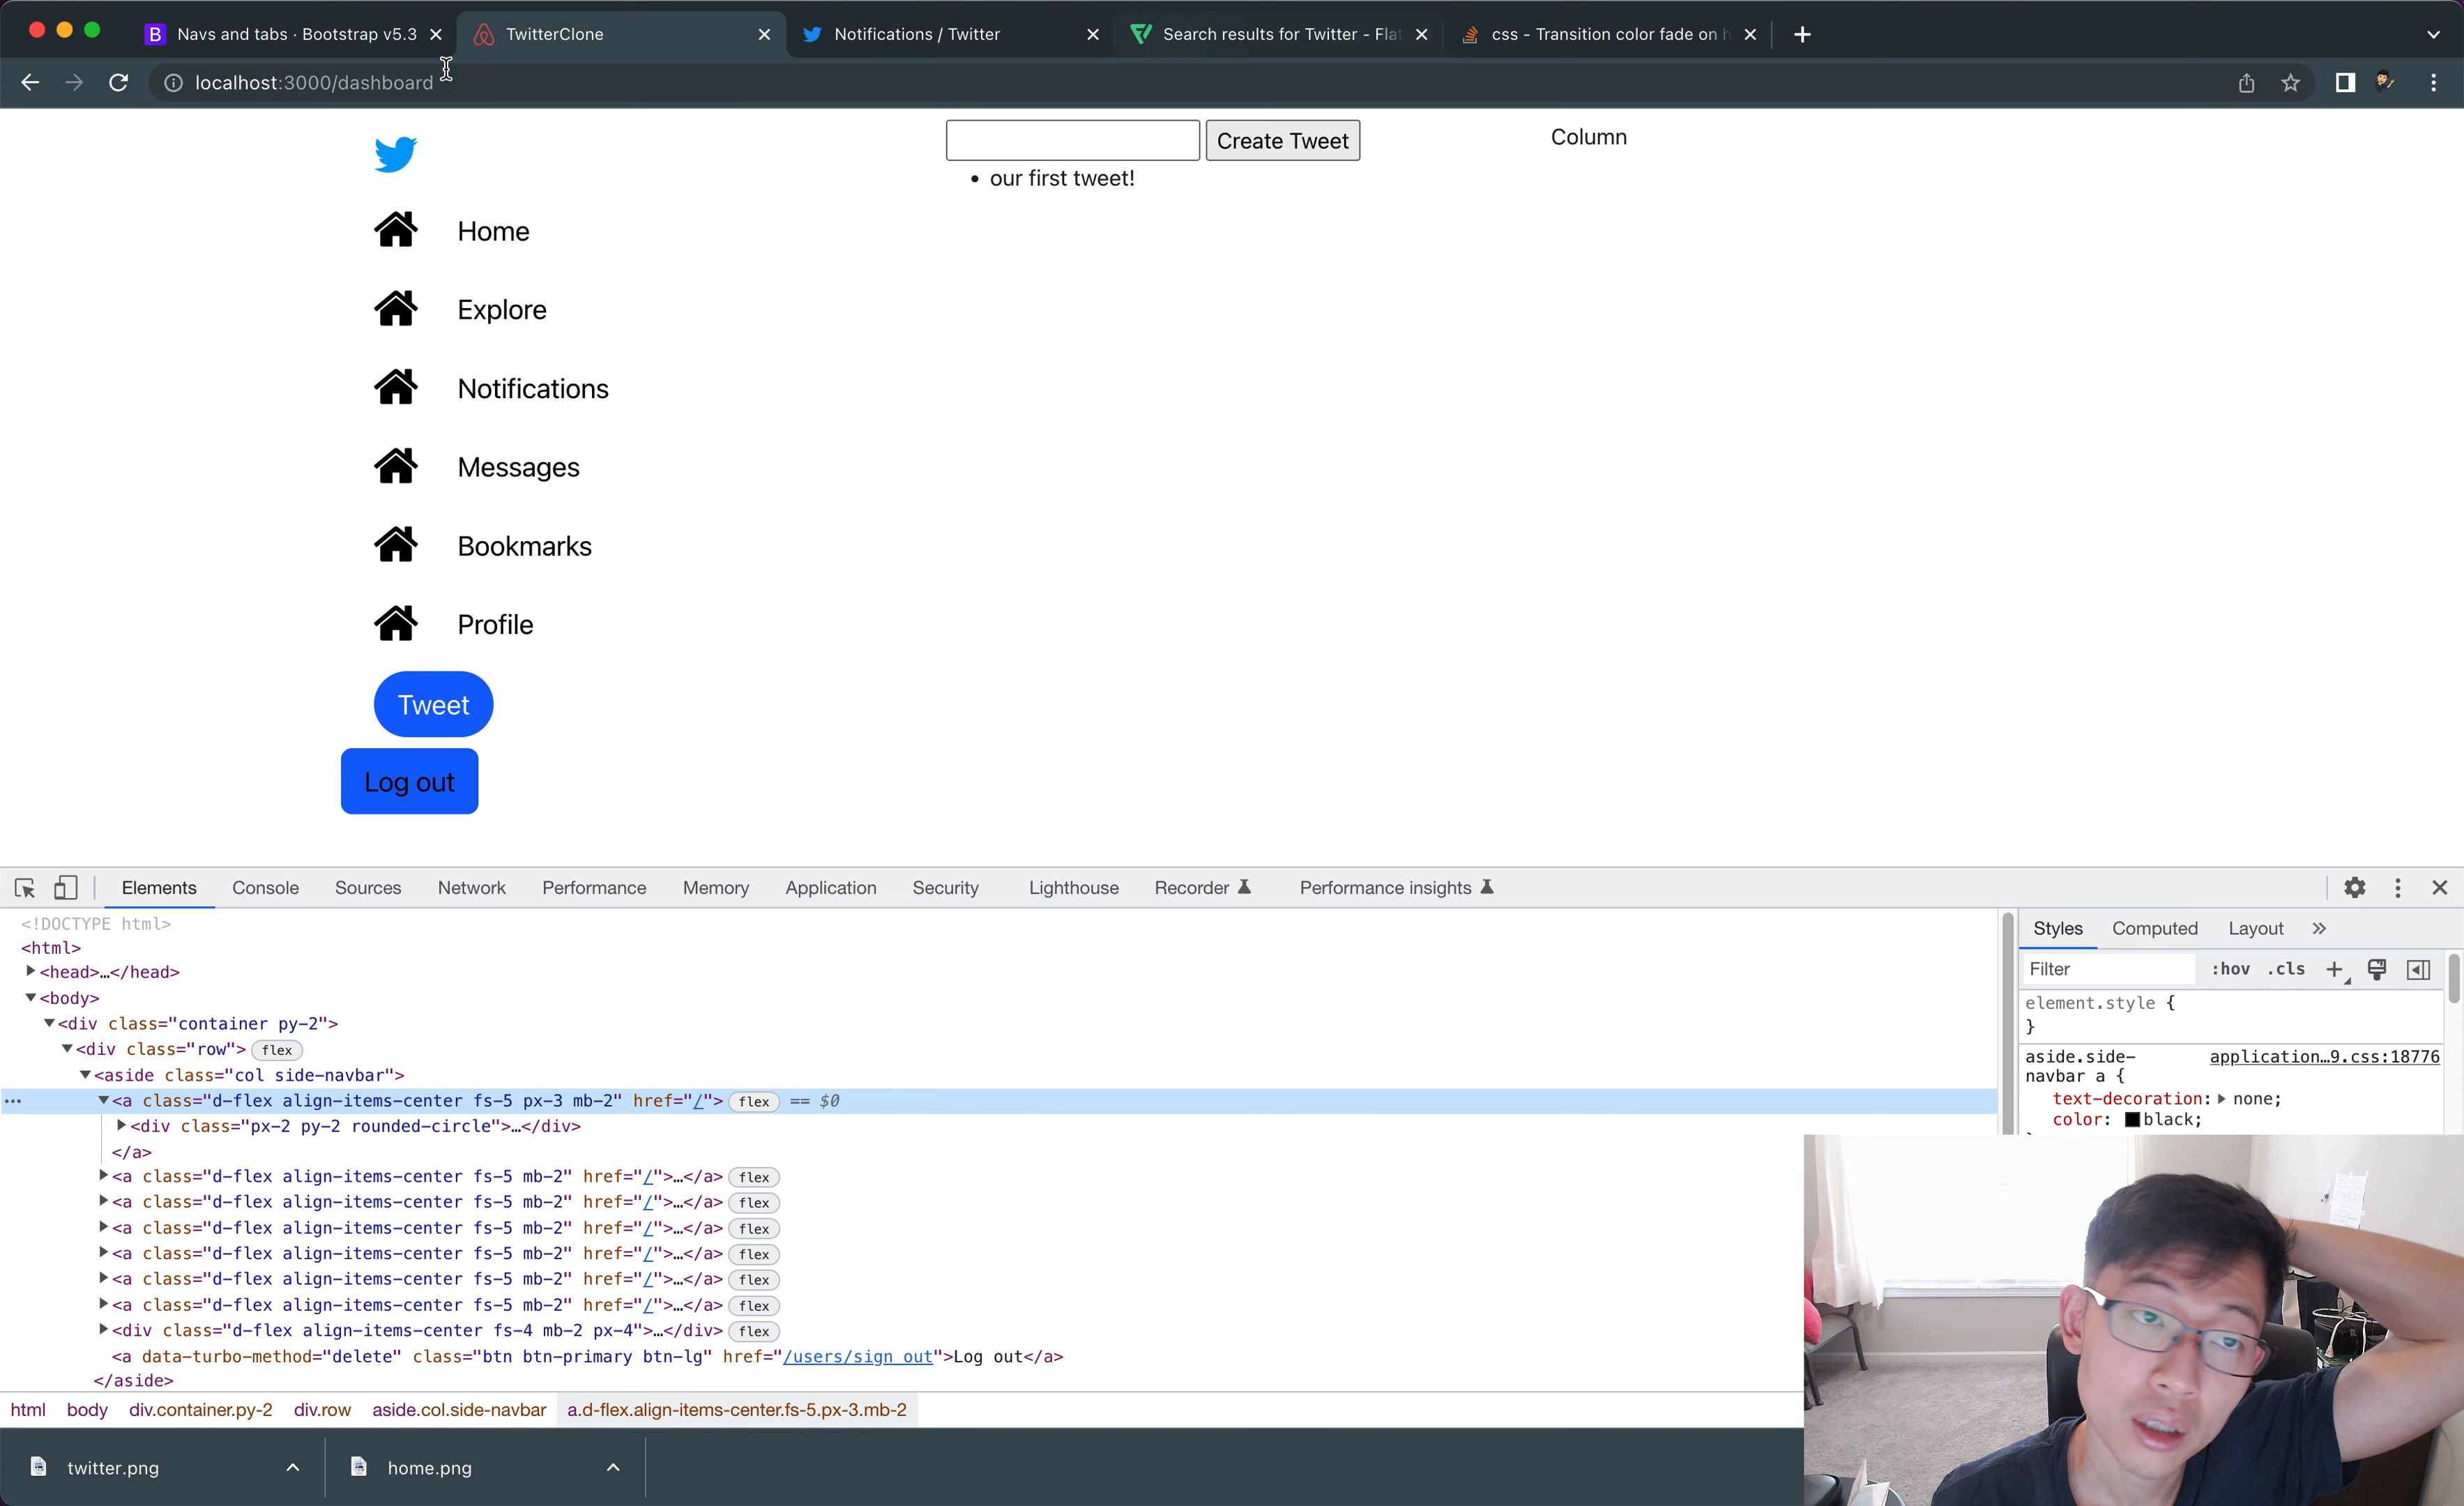 Navs and tabs · Bootstrap v5.3
TwitterClone
Notifications / Twitter
Search results for Twitter - Flat
css - Transition color fade on h
localhost:3000/dashboard
Create Tweet
Column
• our first tweet!
Home
Explore
Notifications
Messages
Bookmarks
Profile
Tweet
Log out
Elements Console Sources Network Performance Memory Application Security Lighthouse Recorder Performance insights
<!DOCTYPE html>
<html>
<head>…</head>
<body>
<div class="container py-2">
<div class="row"> flex
<aside class="col side-navbar">
<a class="d-flex align-items-center fs-5 px-3 mb-2" href="/"> flex == $0
<div class="px-2 py-2 rounded-circle">…</div>
</a>
<a class="d-flex align-items-center fs-5 mb-2" href="/">…</a> flex
<a class="d-flex align-items-center fs-5 mb-2" href="/">…</a> flex
<a class="d-flex align-items-center fs-5 mb-2" href="/">…</a> flex
<a class="d-flex align-items-center fs-5 mb-2" href="/">…</a> flex
<a class="d-flex align-items-center fs-5 mb-2" href="/">…</a> flex
<a class="d-flex align-items-center fs-5 mb-2" href="/">…</a> flex
<div class="d-flex align-items-center fs-4 mb-2 px-4">…</div> flex
<a data-turbo-method="delete" class="btn btn-primary btn-lg" href="/users/sign_out">Log out</a>
</aside>
html body div.container.py-2 div.row aside.col.side-navbar a.d-flex.align-items-center.fs-5.px-3.mb-2
Styles Computed Layout »
Filter :hov .cls +
element.style {
}
aside.side- application…9.css:18776
navbar a {
text-decoration: none;
color: black;
twitter.png
home.png